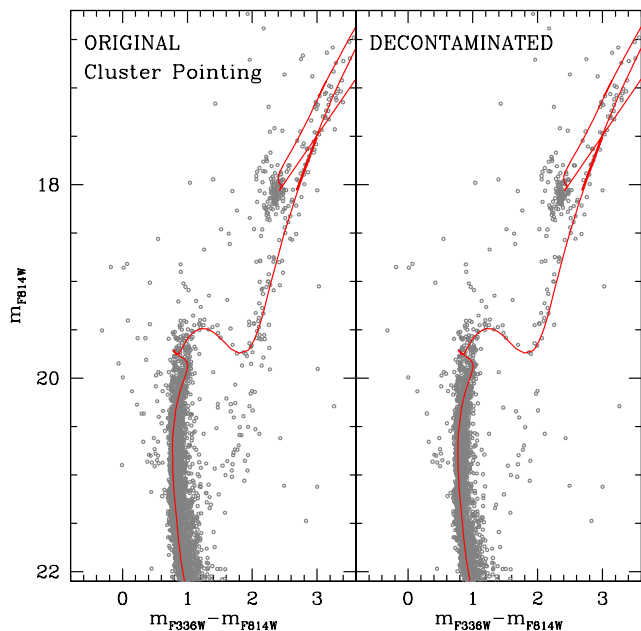 ORIGINAL
Cluster Pointing
DECONTAMINATED
18
20
22
m_F814W
0 1 2 3
0 1 2 3
m_F336W−m_F814W
m_F336W−m_F814W